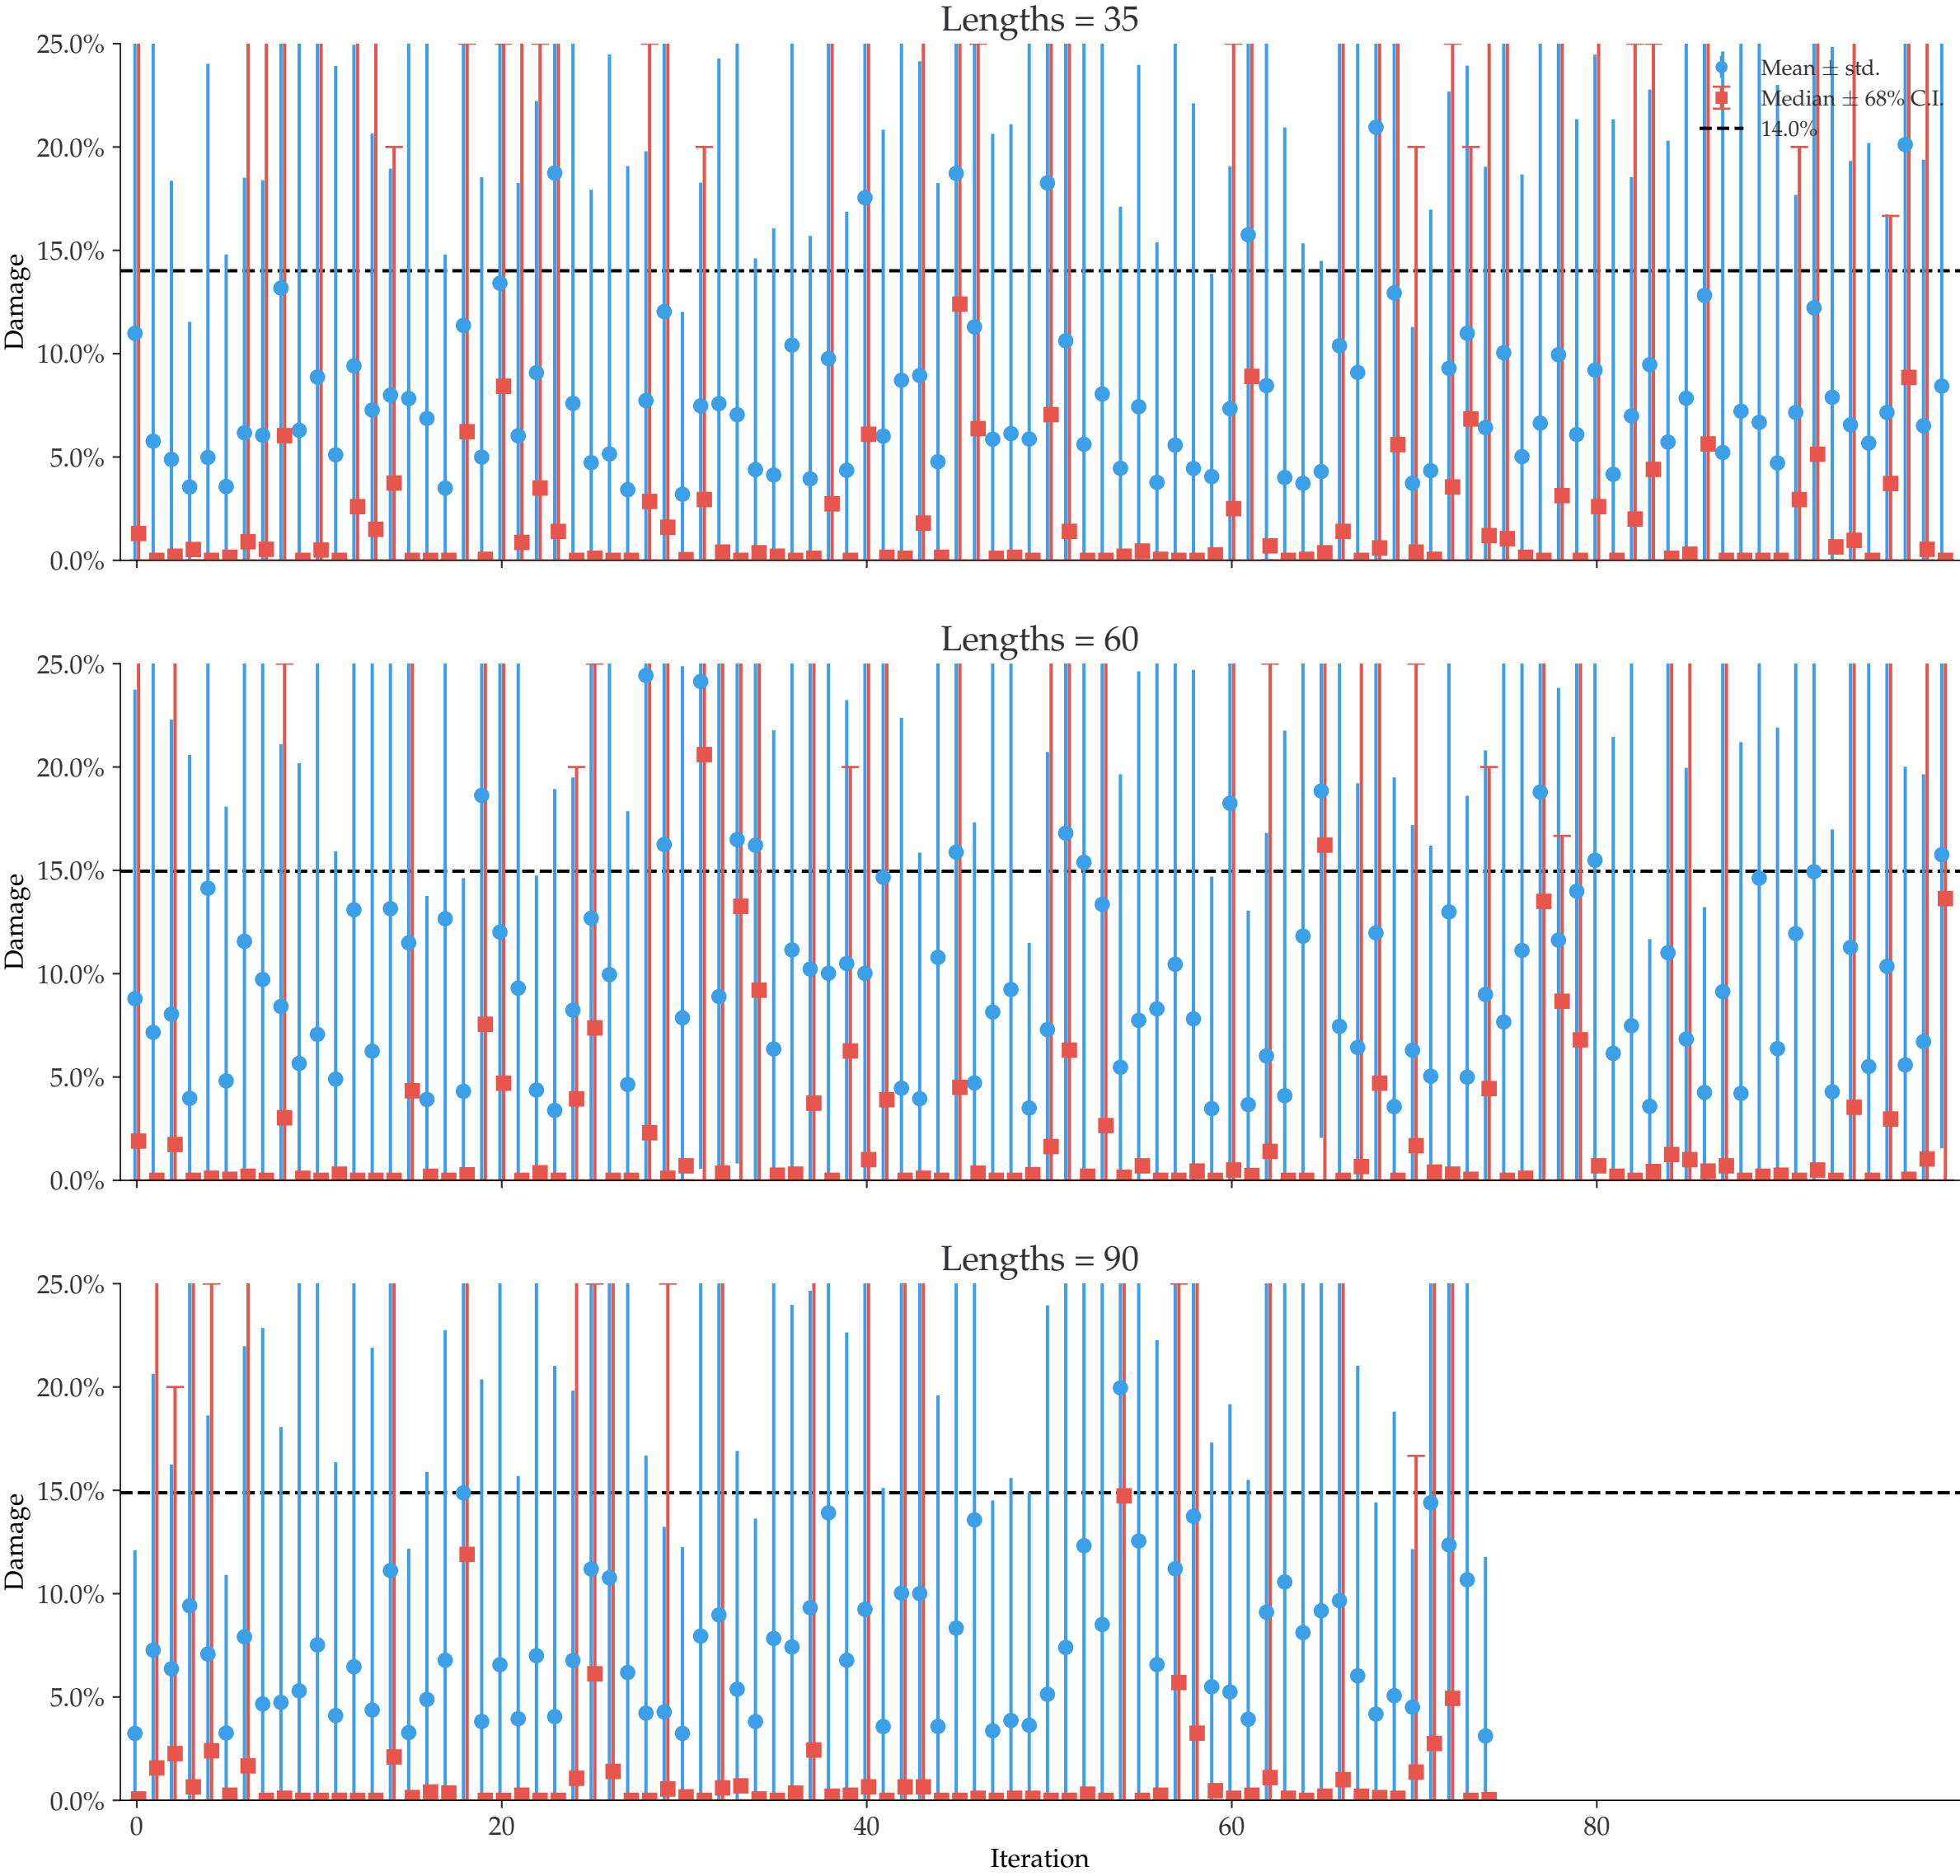 Lengths = 35
25.0%
20.0%
15.0%
10.0%
5.0%
0.0%
Damage
Mean ± std.
Median ± 68% C.I.
14.0%
Lengths = 60
25.0%
20.0%
15.0%
10.0%
5.0%
0.0%
Damage
Lengths = 90
25.0%
20.0%
15.0%
10.0%
5.0%
0.0%
Damage
0 20 40 60 80
Iteration